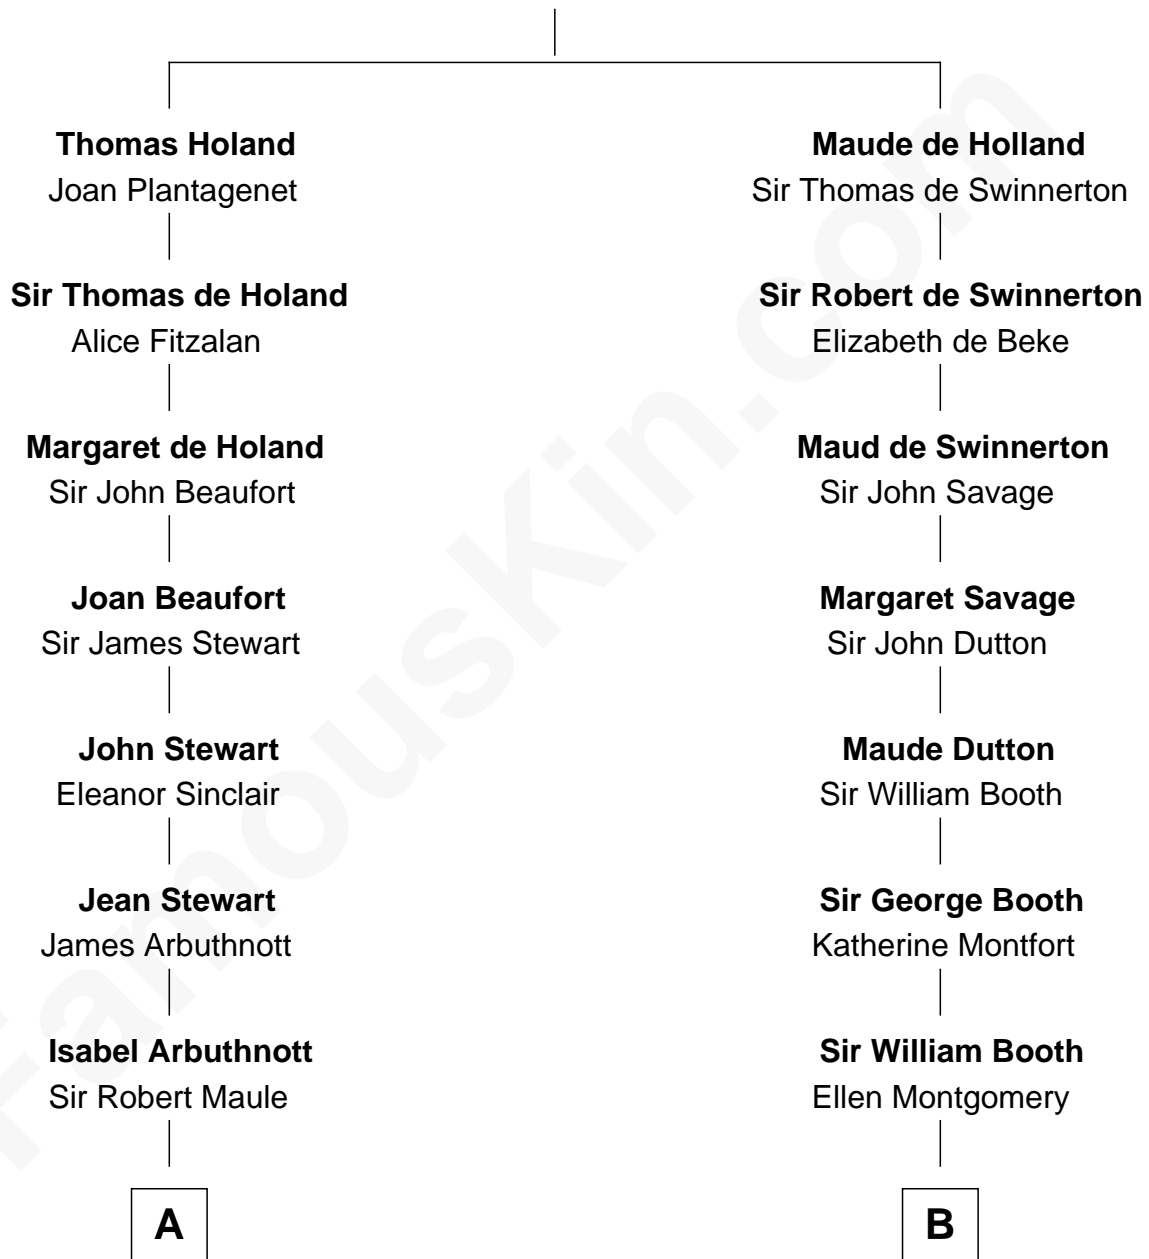 Thomas Holand
Joan Plantagenet
Sir Thomas de Holand
Alice Fitzalan
Margaret de Holand
Sir John Beaufort
Joan Beaufort
Sir James Stewart
John Stewart
Eleanor Sinclair
Jean Stewart
James Arbuthnott
Isabel Arbuthnott
Sir Robert Maule
A
Maude de Holland
Sir Thomas de Swinnerton
Sir Robert de Swinnerton
Elizabeth de Beke
Maud de Swinnerton
Sir John Savage
Margaret Savage
Sir John Dutton
Maude Dutton
Sir William Booth
Sir George Booth
Katherine Montfort
Sir William Booth
Ellen Montgomery
B
FamousKin.com